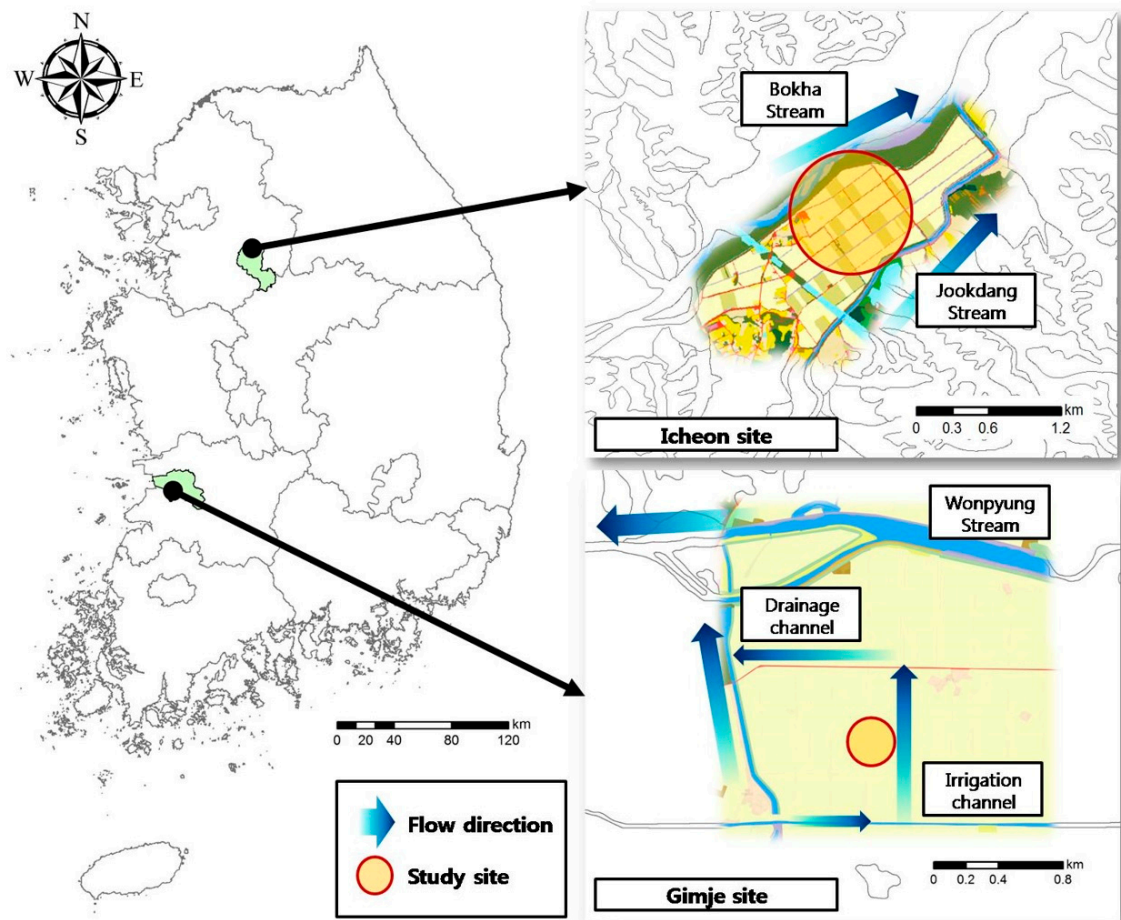 N
W E
S
km
0 20 40 80 120
Flow direction
Study site
Bokha
Stream
Jookdang
Stream
km
0 0.3 0.6 1.2
Icheon site
Wonpyung
Stream
Drainage
channel
Irrigation
channel
km
0 0.2 0.4 0.8
Gimje site